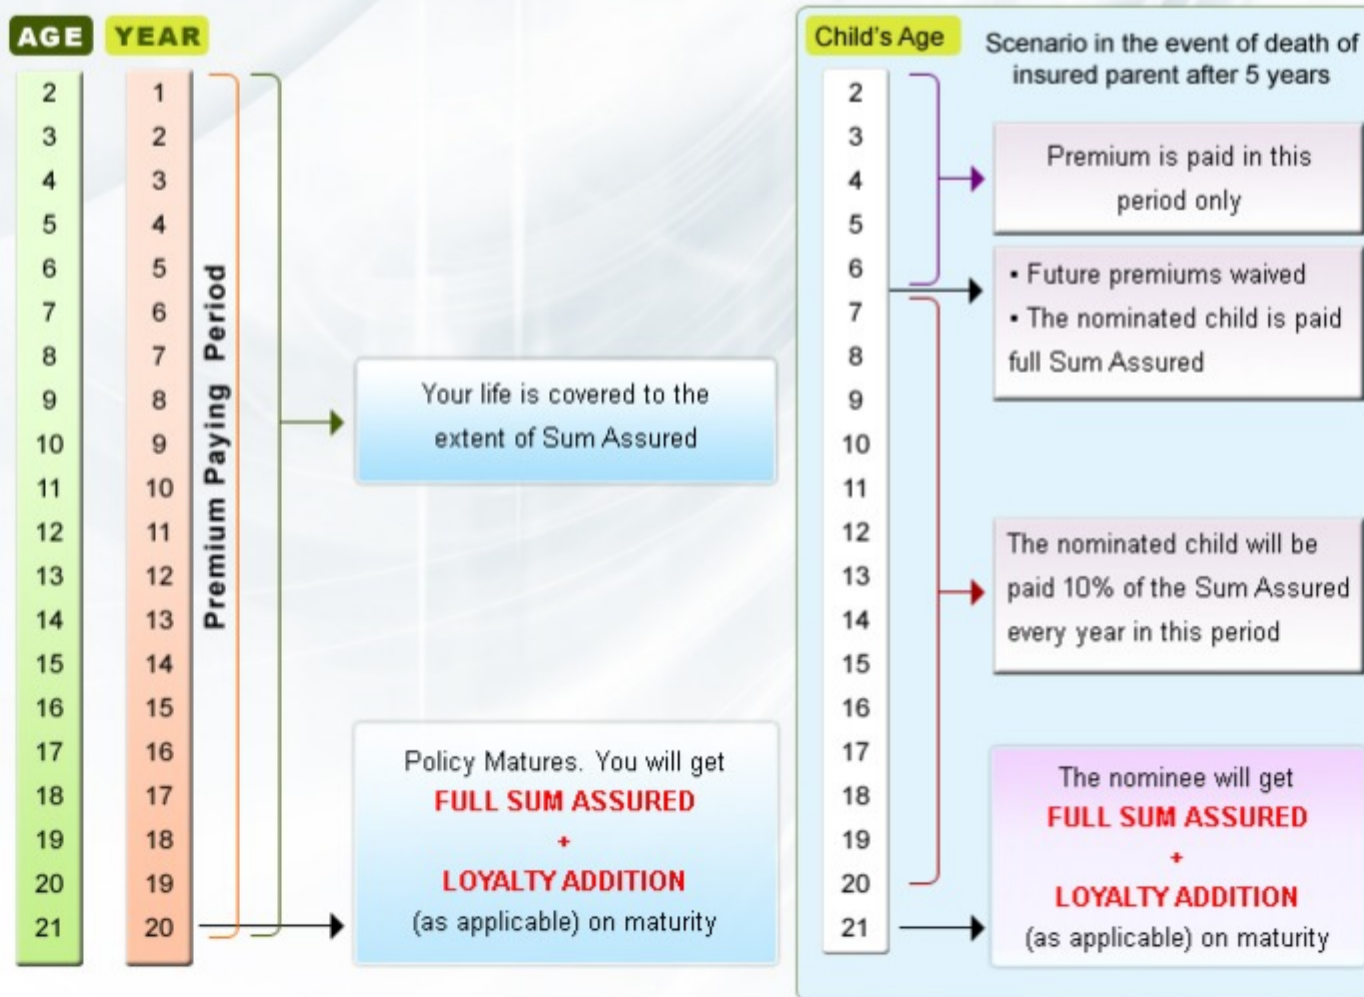 AGE YEAR
2 1
3 2
4 3
5 4
6 5
7 6
8 7
9 8
10 9
11 10
12 11
13 12
14 13
15 14
16 15
17 16
18 17
19 18
20 19
21 20
Premium Paying Period
Your life is covered to the
extent of Sum Assured
Policy Matures. You will get
FULL SUM ASSURED
+
LOYALTY ADDITION
(as applicable) on maturity
Child's Age
Scenario in the event of death of
insured parent after 5 years
2
3
4
5
6
7
8
9
10
11
12
13
14
15
16
17
18
19
20
21
Premium is paid in this
period only
• Future premiums waived
• The nominated child is paid
full Sum Assured
The nominated child will be
paid 10% of the Sum Assured
every year in this period
The nominee will get
FULL SUM ASSURED
+
LOYALTY ADDITION
(as applicable) on maturity